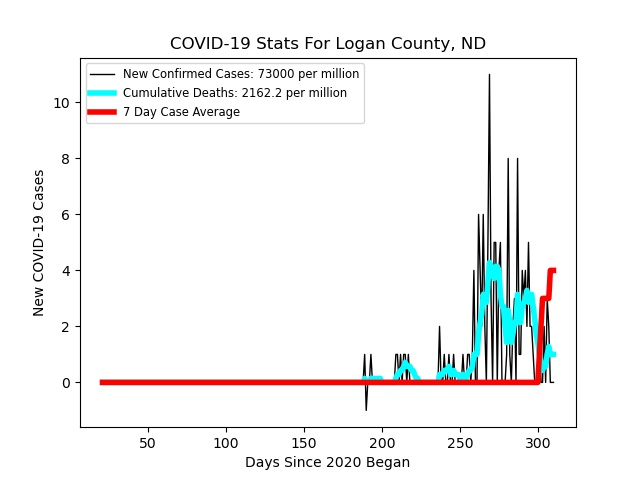 COVID-19 Stats For Logan County, ND
New Confirmed Cases: 73000 per million
Cumulative Deaths: 2162.2 per million
7 Day Case Average
New COVID-19 Cases
10
8
6
4
2
0
50 100 150 200 250 300
Days Since 2020 Began